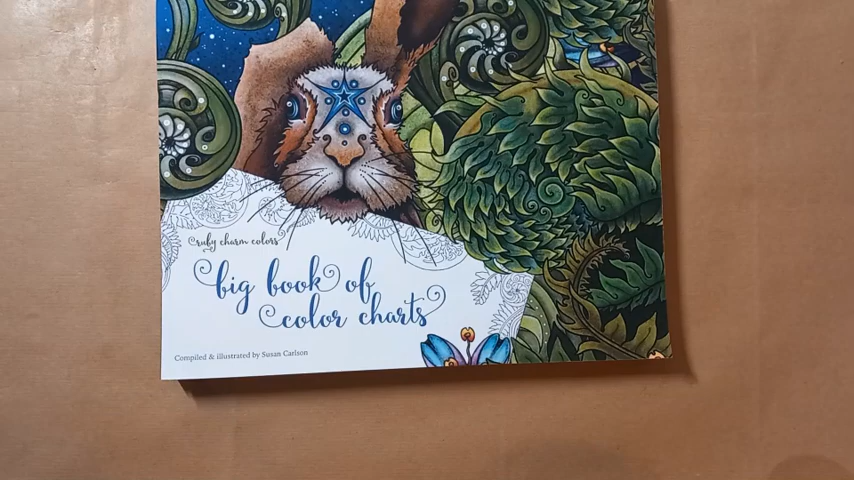 ruby charm colors
big book of
color charts
Compiled & illustrated by Susan Carlson